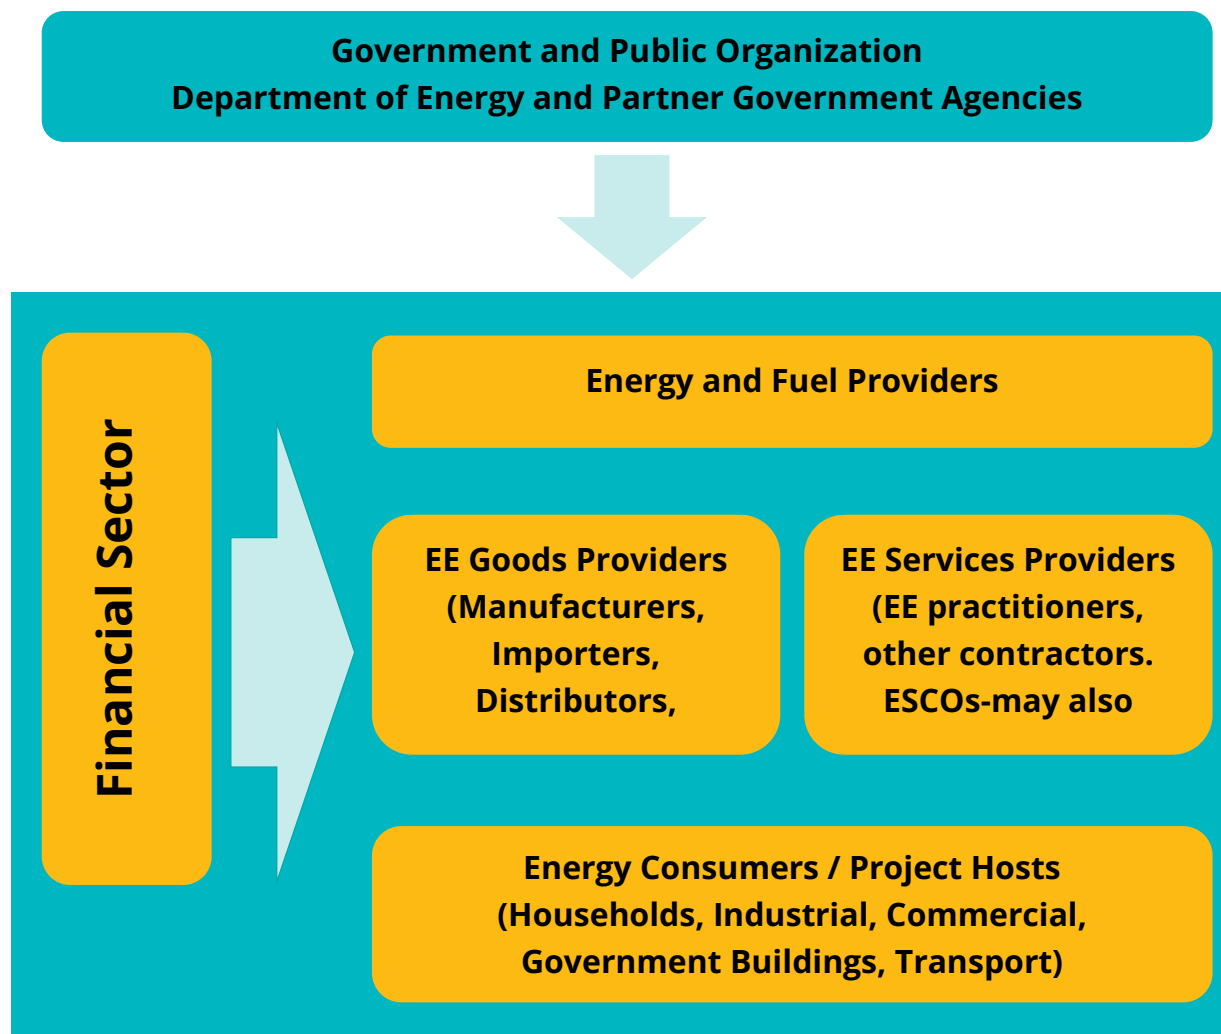 Government and Public Organization
Department of Energy and Partner Government Agencies
Financial Sector
Energy and Fuel Providers
EE Goods Providers
(Manufacturers,
Importers,
Distributors,
EE Services Providers
(EE practitioners,
other contractors.
ESCOs-may also
Energy Consumers / Project Hosts
(Households, Industrial, Commercial,
Government Buildings, Transport)